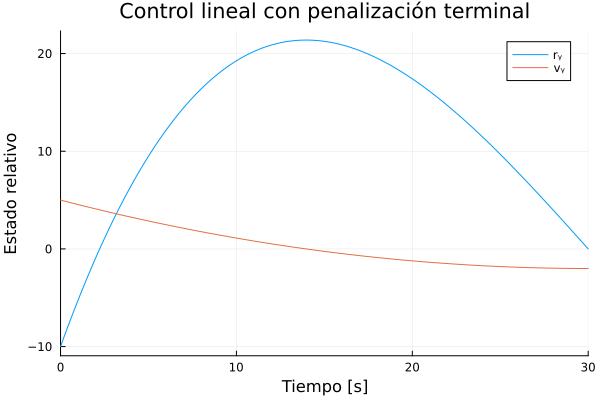 Control lineal con penalización terminal
rᵧ
vᵧ
Estado relativo
20
10
0
−10
0
10
20
30
Tiempo [s]